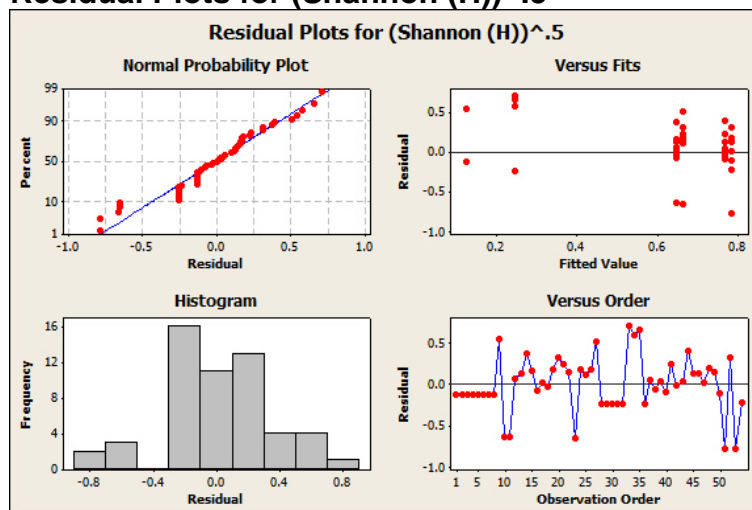 Residual Plots for (Shannon (H))^.5
Normal Probability Plot
99
90
50
10
1
Percent
-1.0 -0.5 0.0 0.5 1.0
Residual
Versus Fits
0.5
0.0
-0.5
-1.0
Residual
0.2 0.4 0.6 0.8
Fitted Value
Histogram
16
12
8
4
0
Frequency
-0.8 -0.4 0.0 0.4 0.8
Residual
Versus Order
0.5
0.0
-0.5
-1.0
Residual
1 5 10 15 20 25 30 35 40 45 50
Observation Order